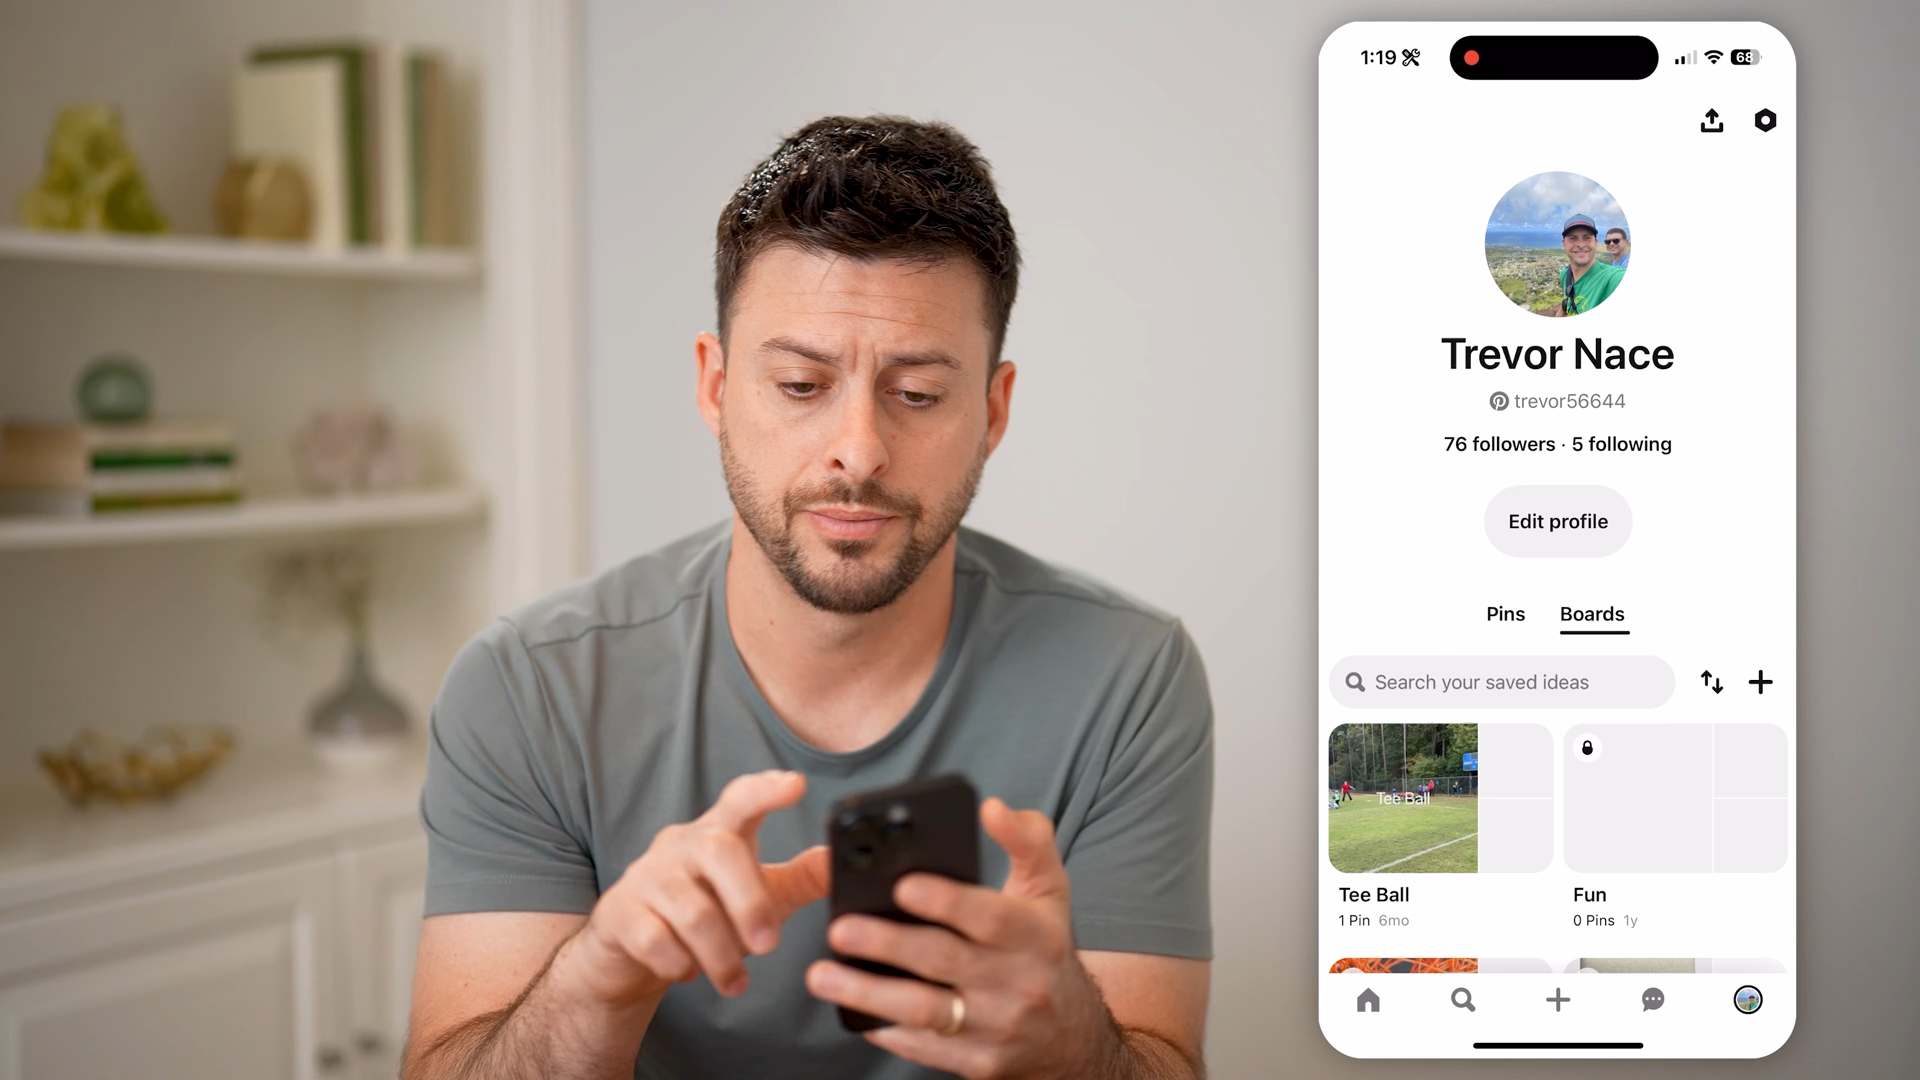 1:19
68
Trevor Nace
trevor56644
76 followers · 5 following
Edit profile
Pins Boards
Search your saved ideas
Tee Ball
Tee Ball Fun
1 Pin 6mo 0 Pins 1y